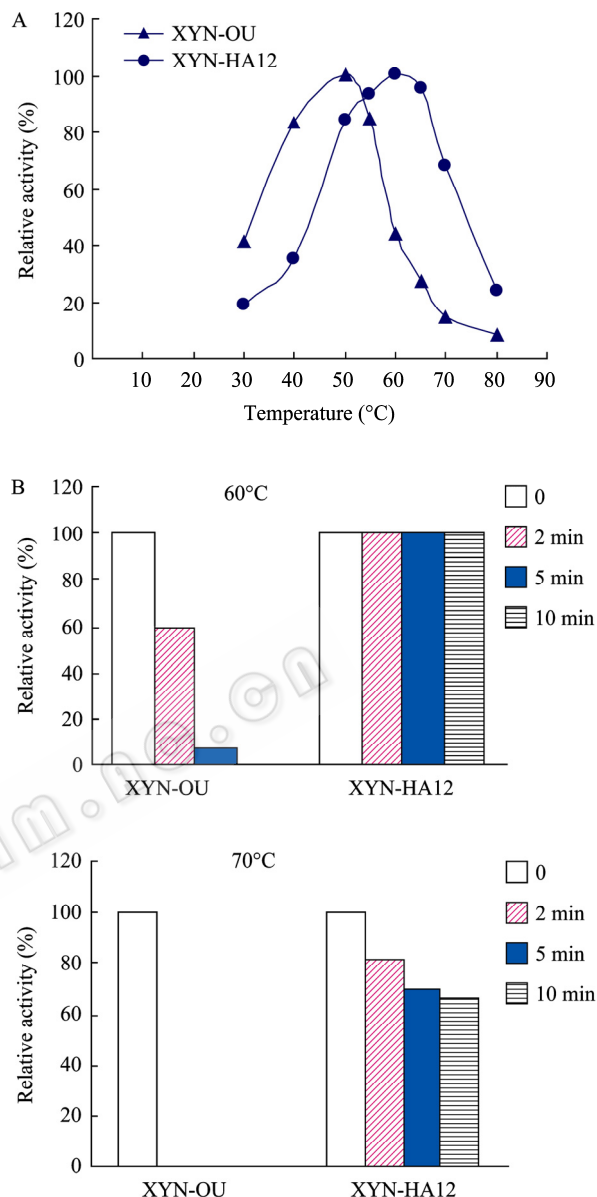 A
XYN-OU
XYN-HA12
120
100
80
60
40
20
0
Relative activity (%)
10 20 30 40 50 60 70 80 90
Temperature (°C)
B
60°C
120
100
80
60
40
20
0
Relative activity (%)
0
2 min
5 min
10 min
XYN-OU XYN-HA12
70°C
120
100
80
60
40
20
0
Relative activity (%)
0
2 min
5 min
10 min
XYN-OU XYN-HA12